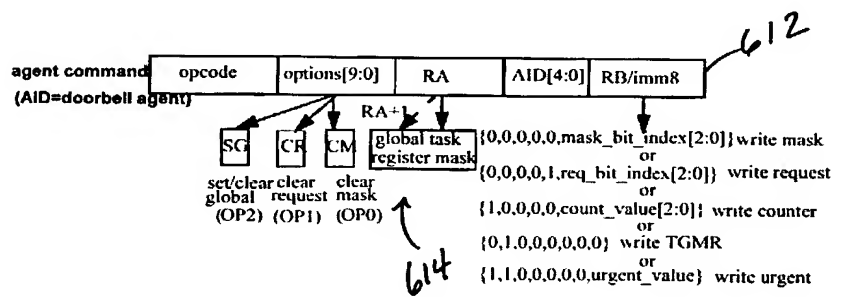 612
agent command opcode options[9:0] RA AID[4:0] RB/imm8
(AID=doorbell agent)
RA+1
SG CR CM global task register mask
set/clear global (OP2) clear request (OP1) clear mask (OP0)
{0,0,0,0,0,mask_bit_index[2:0]} write mask
or
{0,0,0,0,1,req_bit_index[2:0]} write request
or
{1,0,0,0,0,count_value[2:0]} write counter
or
{0,1,0,0,0,0,0,0} write TGMR
or
{1,1,0,0,0,0,0,urgent_value} write urgent
614